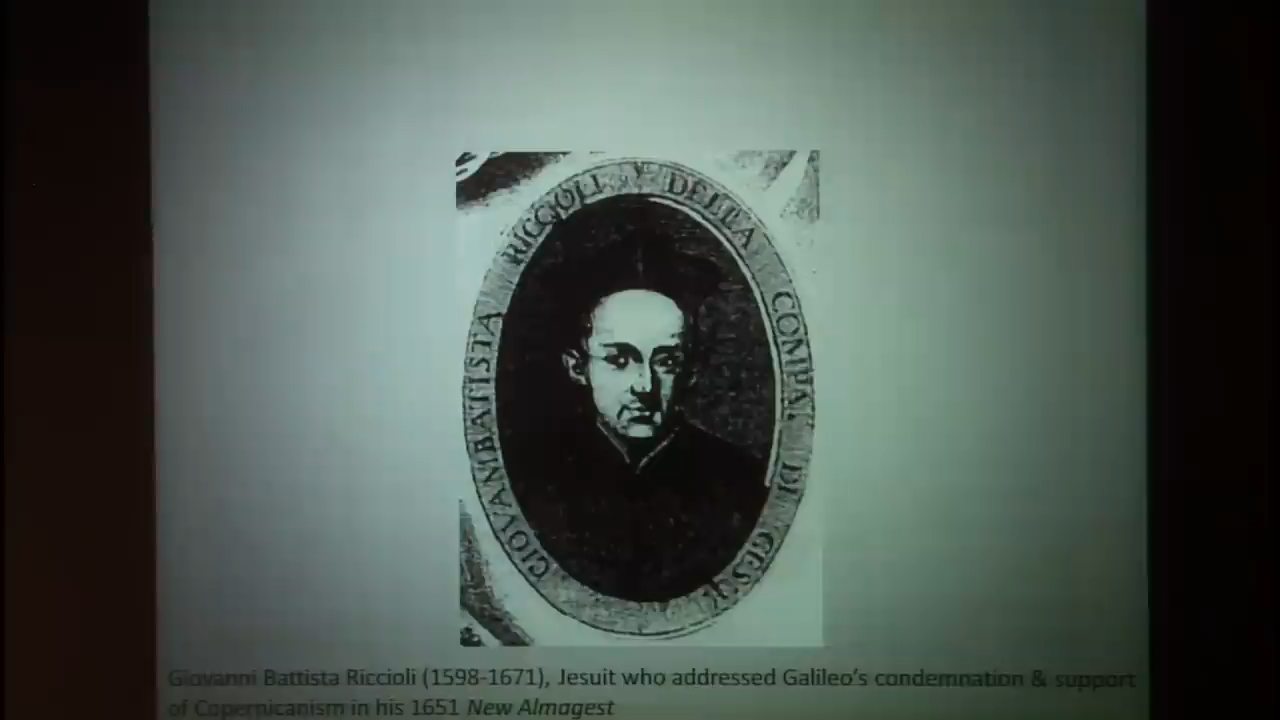 GIOVANBATISTA RICCIOLI DELLA COMPA. DI GESU.
Giovanni Battista Riccioli (1598-1671), Jesuit who addressed Galileo's condemnation & support
of Copernicanism in his 1651 New Almagest